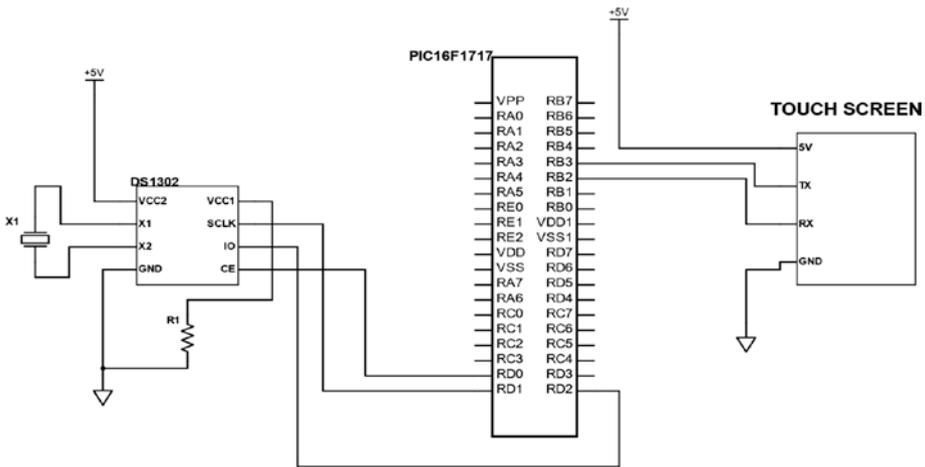 +5V
PIC16F1717
+5V
TOUCH SCREEN
VPP RB7
RA0 RB6
RA1 RB5
RA2 RB4
RA3 RB3
RA4 RB2
RA5 RB1
RE0 RB0
RE1 VDD1
RE2 VSS1
VDD RD7
VSS RD6
RA7 RD5
RA6 RD4
RC0 RC7
RC1 RC6
RC2 RC5
RC3 RC4
RD0 RD3
RD1 RD2
5V
TX
RX
GND
DS1302
VCC2 VCC1
X1 SCLK
X2 IO
GND CE
X1
R1